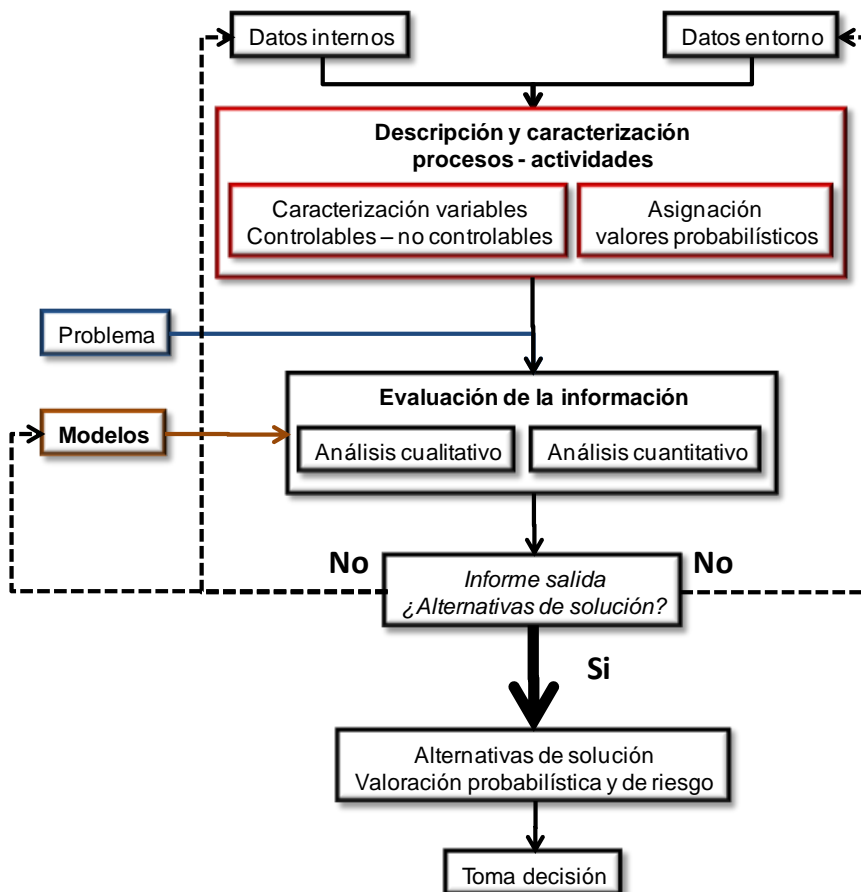 Datos internos
Datos entorno
Descripción y caracterización
procesos - actividades
Caracterización variables
Controlables – no controlables
Asignación
valores probabilísticos
Problema
Evaluación de la información
Modelos
Análisis cualitativo
Análisis cuantitativo
No
No
Informe salida
¿Alternativas de solución?
Si
Alternativas de solución
Valoración probabilística y de riesgo
Toma decisión